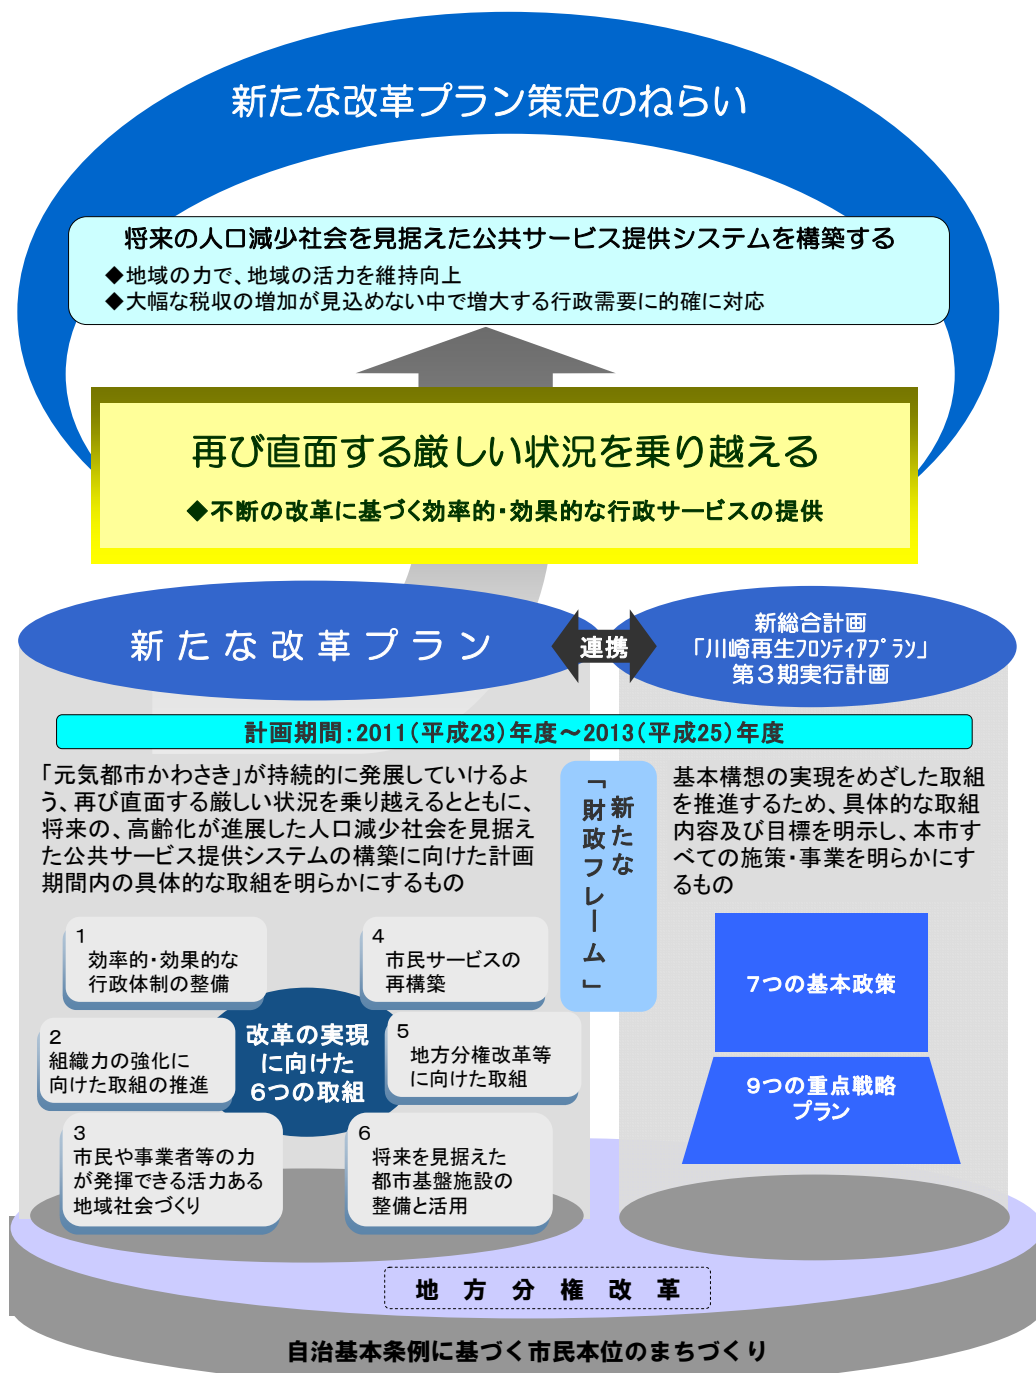 新たな改革プラン策定のねらい
将来の人口減少社会を見据えた公共サービス提供システムを構築する
◆地域の力で、地域の活力を維持向上
◆大幅な税収の増加が見込めない中で増大する行政需要に的確に対応
再び直面する厳しい状況を乗り越える
◆不断の改革に基づく効率的・効果的な行政サービスの提供
新たな改革プラン
連携
新総合計画
「川崎再生ﾌﾛﾝﾃｨｱﾌﾟﾗﾝ」
第３期実行計画
計画期間：2011（平成23）年度～2013（平成25）年度
「元気都市かわさき」が持続的に発展していけるよ
う、再び直面する厳しい状況を乗り越えるとともに、
将来の、高齢化が進展した人口減少社会を見据え
た公共サービス提供システムの構築に向けた計画
期間内の具体的な取組を明らかにするもの
新たな
「財政フレーム」
基本構想の実現をめざした取組
を推進するため、具体的な取組
内容及び目標を明示し、本市す
べての施策・事業を明らかにす
るもの
1
効率的・効果的な
行政体制の整備
2
組織力の強化に
向けた取組の推進
3
市民や事業者等の力
が発揮できる活力ある
地域社会づくり
改革の実現
に向けた
6つの取組
4
市民サービスの
再構築
5
地方分権改革等
に向けた取組
6
将来を見据えた
都市基盤施設の
整備と活用
7つの基本政策
9つの重点戦略
プラン
地方分権改革
自治基本条例に基づく市民本位のまちづくり